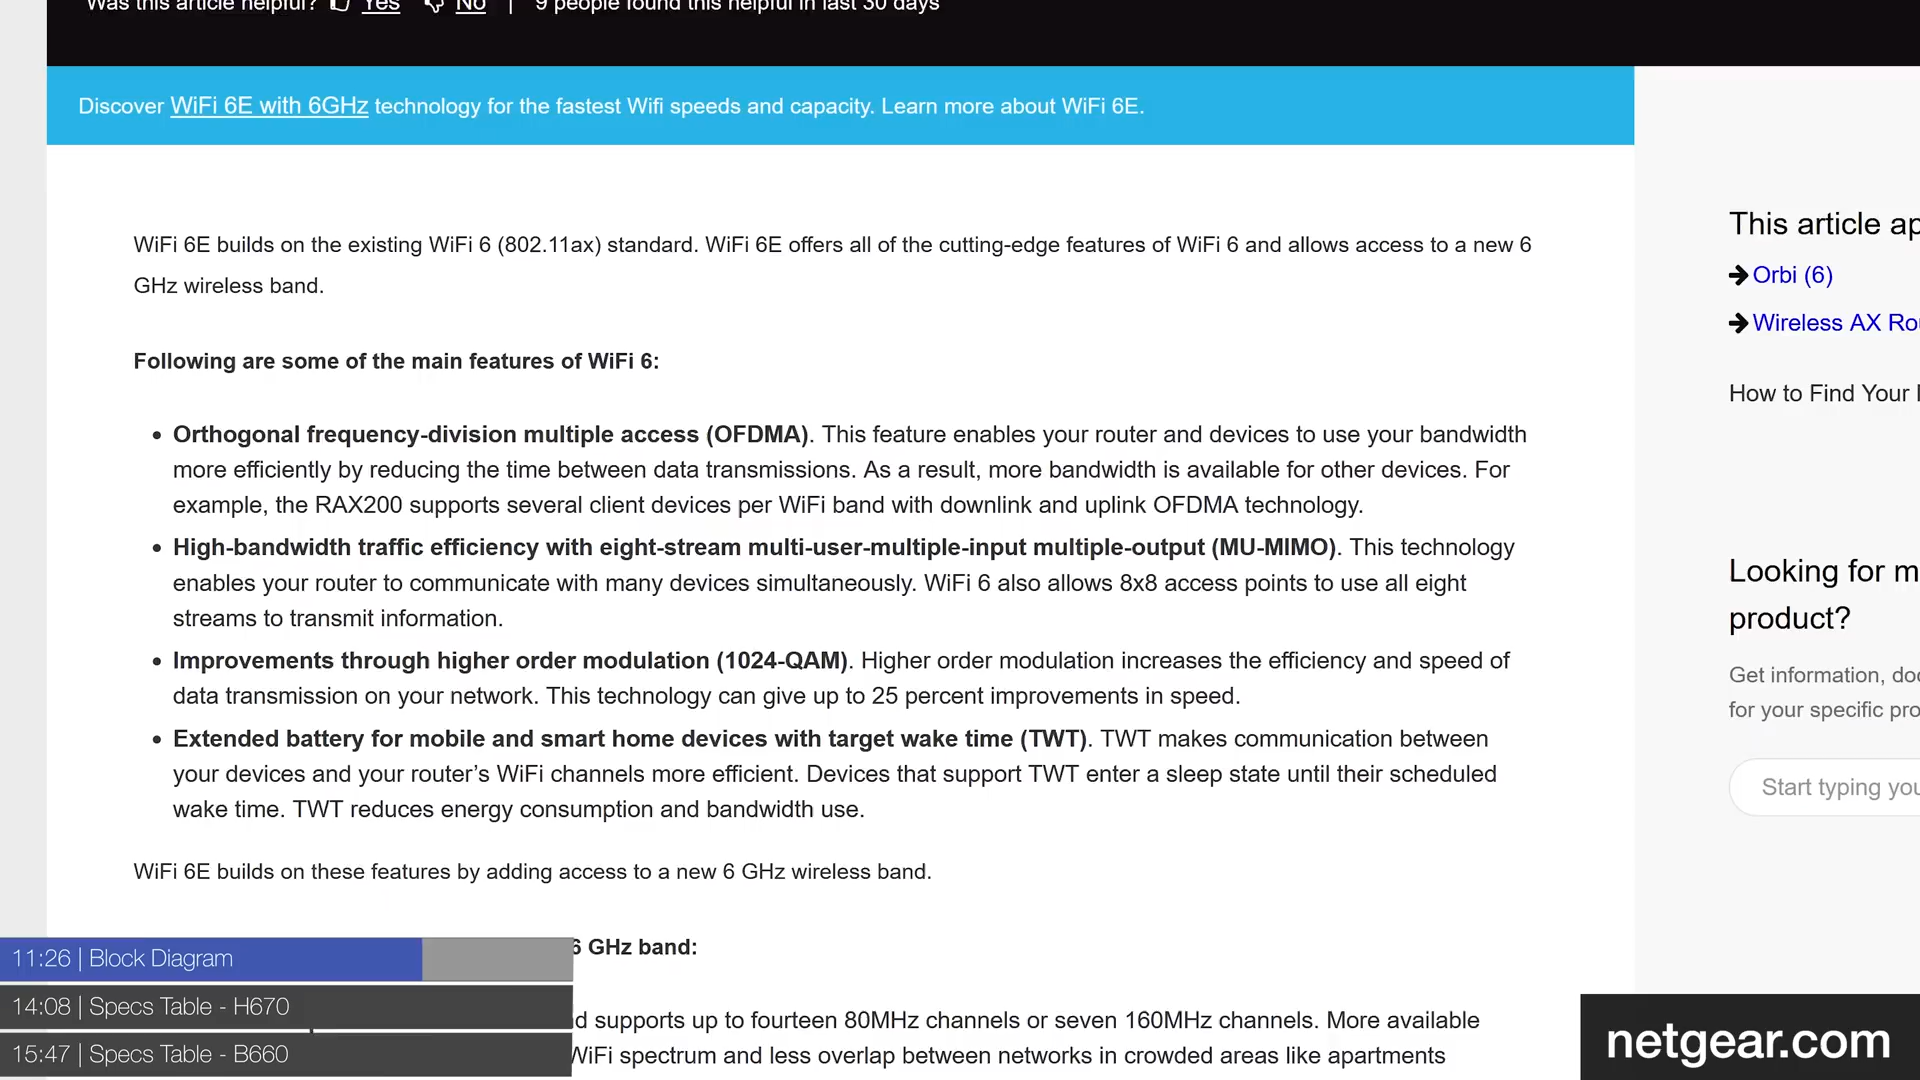 Was this article helpful? Yes No | 9 people found this helpful in last 30 days
Discover WiFi 6E with 6GHz technology for the fastest Wifi speeds and capacity. Learn more about WiFi 6E.
WiFi 6E builds on the existing WiFi 6 (802.11ax) standard. WiFi 6E offers all of the cutting-edge features of WiFi 6 and allows access to a new 6
GHz wireless band.
Following are some of the main features of WiFi 6:
• Orthogonal frequency-division multiple access (OFDMA). This feature enables your router and devices to use your bandwidth
more efficiently by reducing the time between data transmissions. As a result, more bandwidth is available for other devices. For
example, the RAX200 supports several client devices per WiFi band with downlink and uplink OFDMA technology.
• High-bandwidth traffic efficiency with eight-stream multi-user-multiple-input multiple-output (MU-MIMO). This technology
enables your router to communicate with many devices simultaneously. WiFi 6 also allows 8x8 access points to use all eight
streams to transmit information.
• Improvements through higher order modulation (1024-QAM). Higher order modulation increases the efficiency and speed of
data transmission on your network. This technology can give up to 25 percent improvements in speed.
• Extended battery for mobile and smart home devices with target wake time (TWT). TWT makes communication between
your devices and your router's WiFi channels more efficient. Devices that support TWT enter a sleep state until their scheduled
wake time. TWT reduces energy consumption and bandwidth use.
WiFi 6E builds on these features by adding access to a new 6 GHz wireless band.
6 GHz band:
supports up to fourteen 80MHz channels or seven 160MHz channels. More available
WiFi spectrum and less overlap between networks in crowded areas like apartments
This article ap
Orbi (6)
Wireless AX Ro
How to Find Your
Looking for m
product?
Get information, do
for your specific pro
Start typing you
11:26 | Block Diagram
14:08 | Specs Table - H670
15:47 | Specs Table - B660
netgear.com